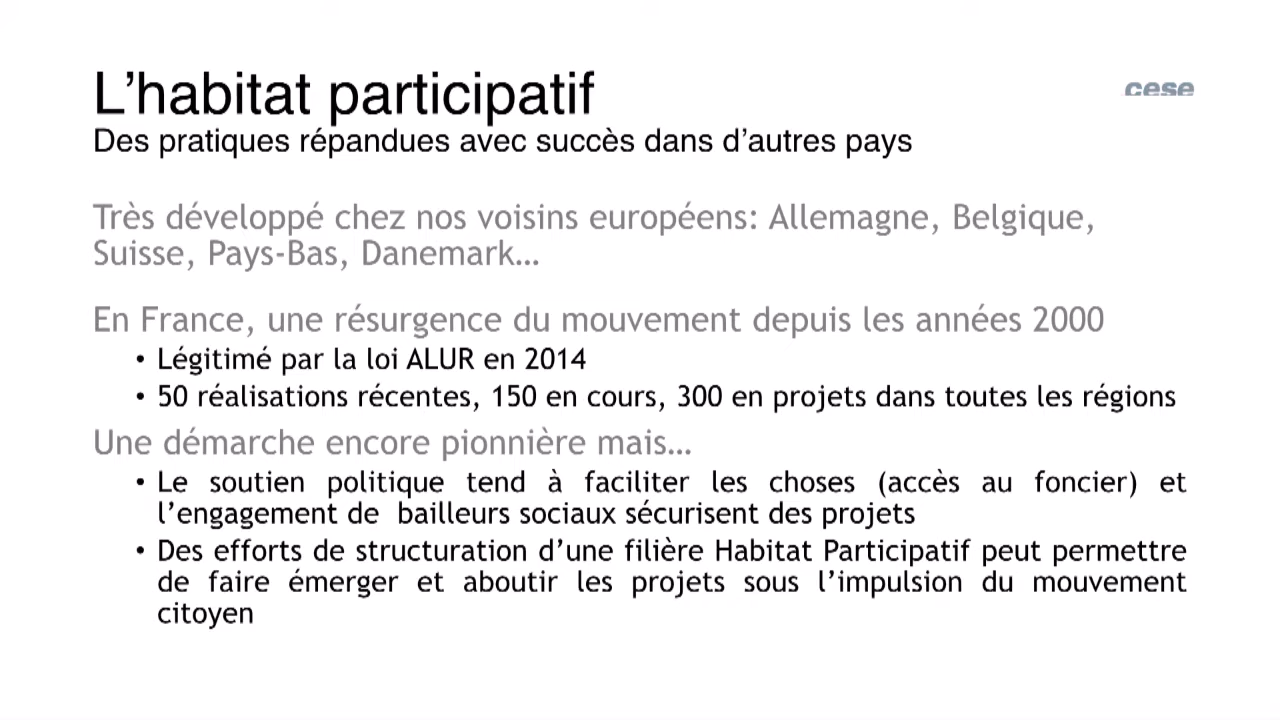 L’habitat participatif
cese
Des pratiques répandues avec succès dans d’autres pays
Très développé chez nos voisins européens: Allemagne, Belgique,
Suisse, Pays-Bas, Danemark…
En France, une résurgence du mouvement depuis les années 2000
• Légitimé par la loi ALUR en 2014
• 50 réalisations récentes, 150 en cours, 300 en projets dans toutes les régions
Une démarche encore pionnière mais…
• Le soutien politique tend à faciliter les choses (accès au foncier) et
l’engagement de bailleurs sociaux sécurisent des projets
• Des efforts de structuration d’une filière Habitat Participatif peut permettre
de faire émerger et aboutir les projets sous l’impulsion du mouvement
citoyen